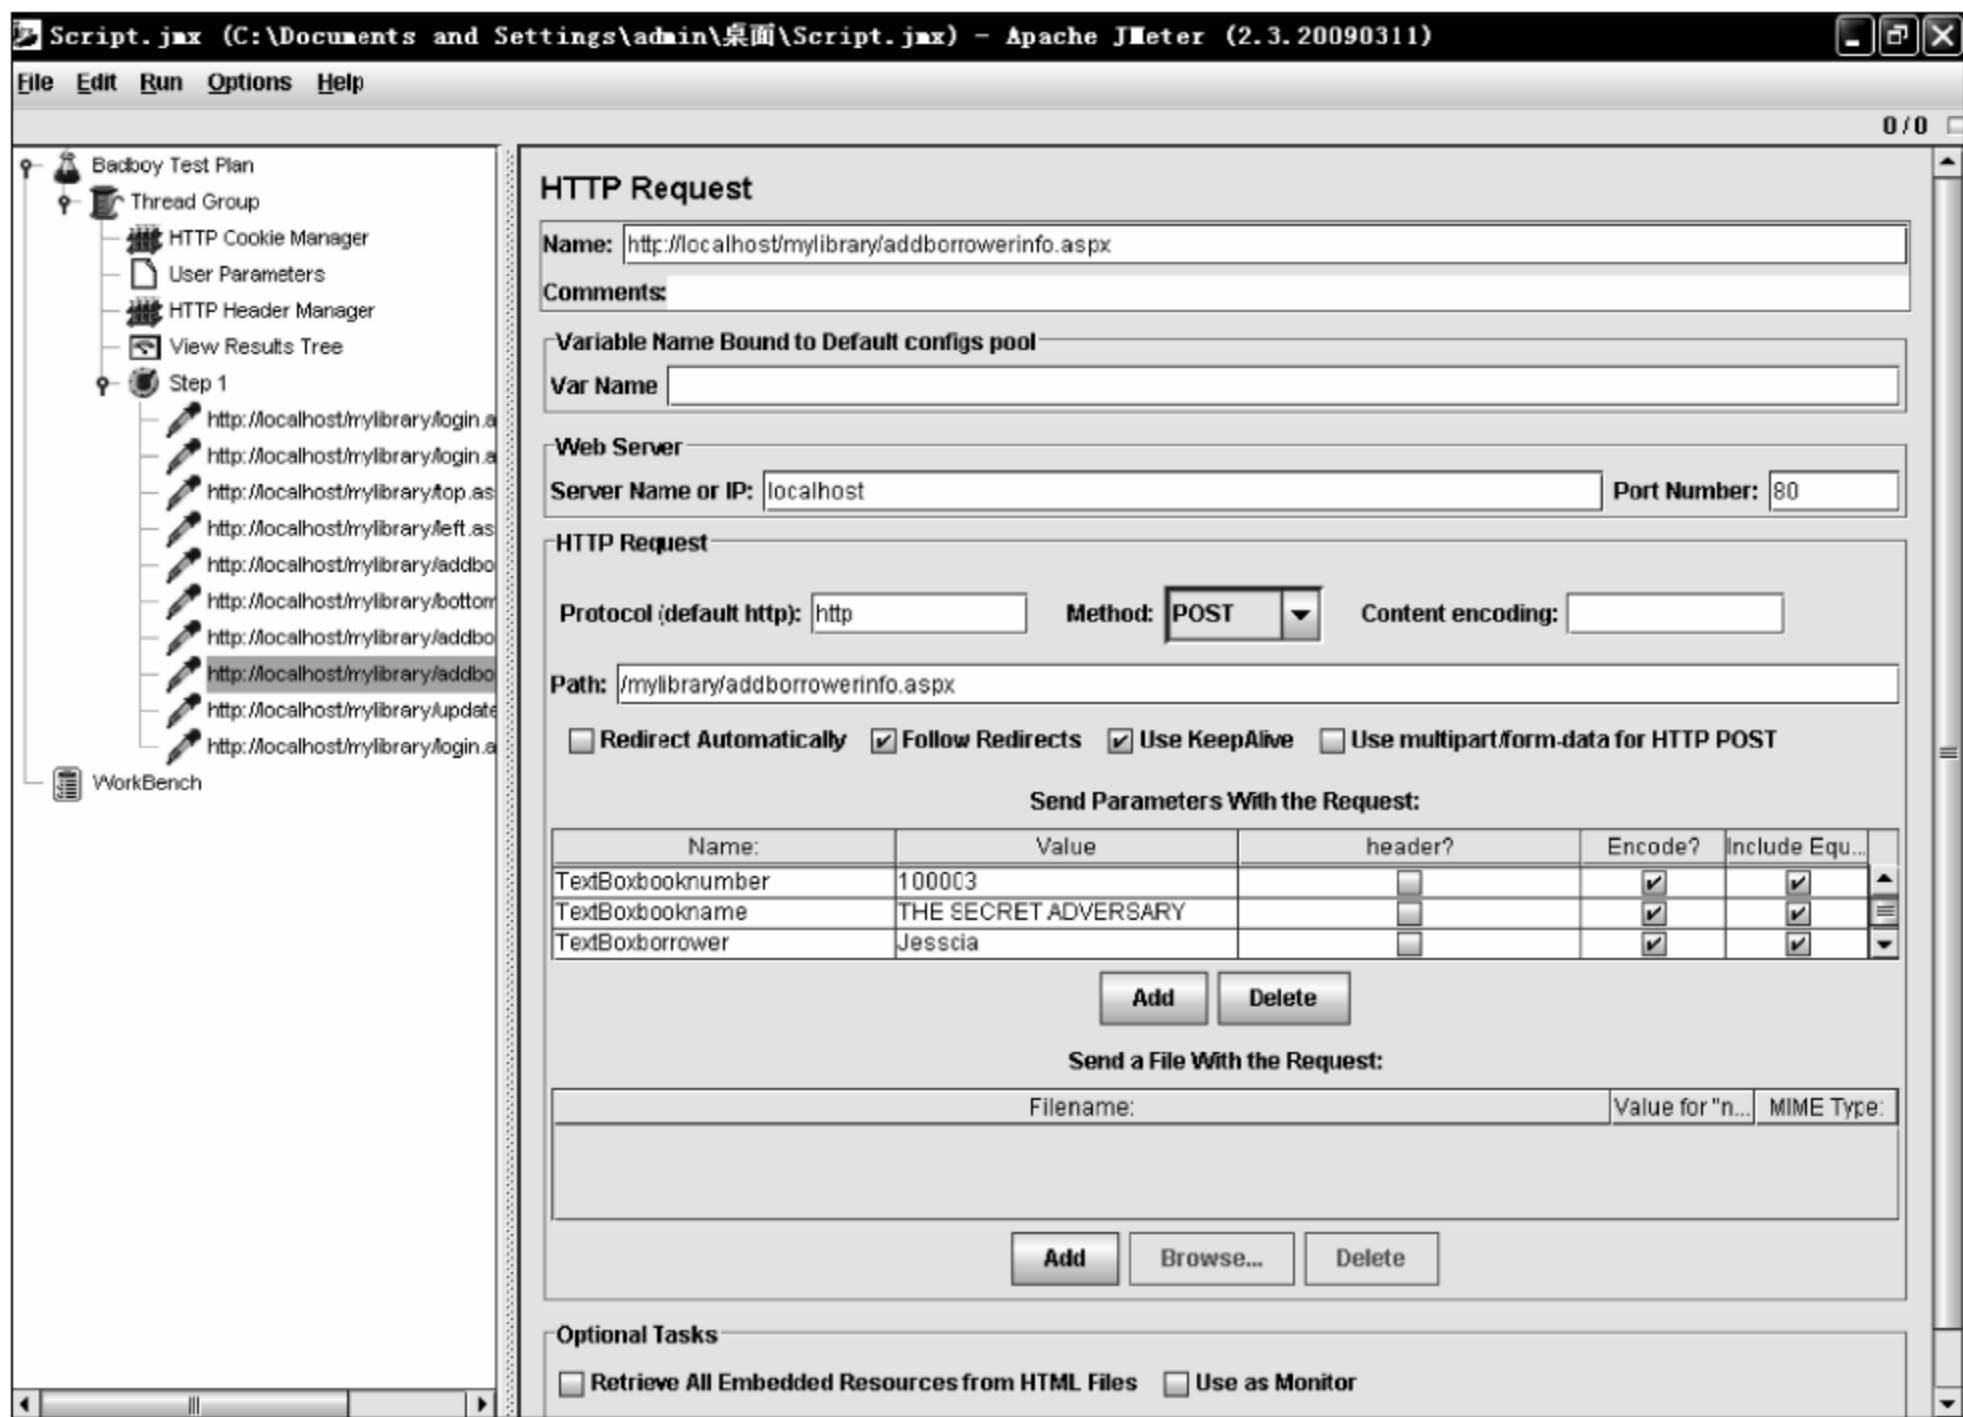 Script.jmx (C:\Documents and Settings\admin\桌面\Script.jmx) - Apache JMeter (2.3.20090311)
File Edit Run Options Help
0 / 0
Badboy Test Plan
Thread Group
HTTP Cookie Manager
User Parameters
HTTP Header Manager
View Results Tree
Step 1
http://localhost/mylibrary/login.a
http://localhost/mylibrary/login.a
http://localhost/mylibrary/top.as
http://localhost/mylibrary/left.as
http://localhost/mylibrary/addbo
http://localhost/mylibrary/bottom
http://localhost/mylibrary/addbo
http://localhost/mylibrary/addbo
http://localhost/mylibrary/update
http://localhost/mylibrary/login.a
WorkBench
HTTP Request
Name: http://localhost/mylibrary/addborrowerinfo.aspx
Comments:
Variable Name Bound to Default configs pool
Var Name
Web Server
Server Name or IP: localhost Port Number: 80
HTTP Request
Protocol (default http): http Method: POST Content encoding:
Path: /mylibrary/addborrowerinfo.aspx
Redirect Automatically Follow Redirects Use KeepAlive Use multipart/form-data for HTTP POST
Send Parameters With the Request:
Name: Value header? Encode? Include Equ...
TextBoxbooknumber 100003
TextBoxbookname THE SECRET ADVERSARY
TextBoxborrower Jesscia
Add Delete
Send a File With the Request:
Filename: Value for "n... MIME Type:
Add Browse... Delete
Optional Tasks
Retrieve All Embedded Resources from HTML Files Use as Monitor